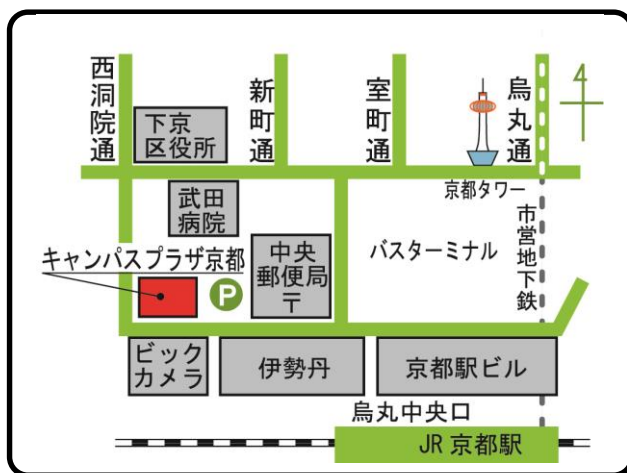 西洞院通
新町通
室町通
烏丸通
下京
区役所
京都タワー
武田
病院
市営地下鉄
キャンパスプラザ京都
中央
郵便局
〒
バスターミナル
P
ビック
カメラ
伊勢丹
京都駅ビル
烏丸中央口
JR 京都駅